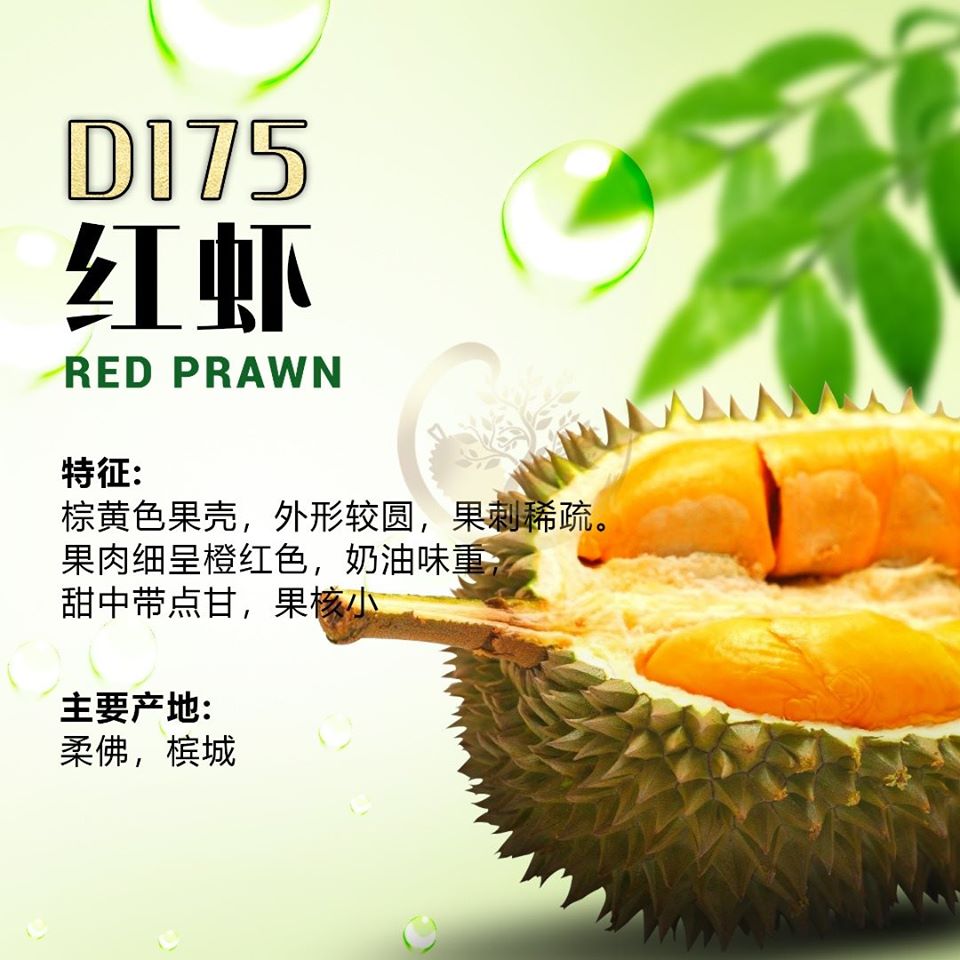 D175
红虾
RED PRAWN
特征:
棕黄色果壳，外形较圆，果刺稀疏。
果肉细呈橙红色，奶油味重，
甜中带点甘，果核小
主要产地:
柔佛，槟城